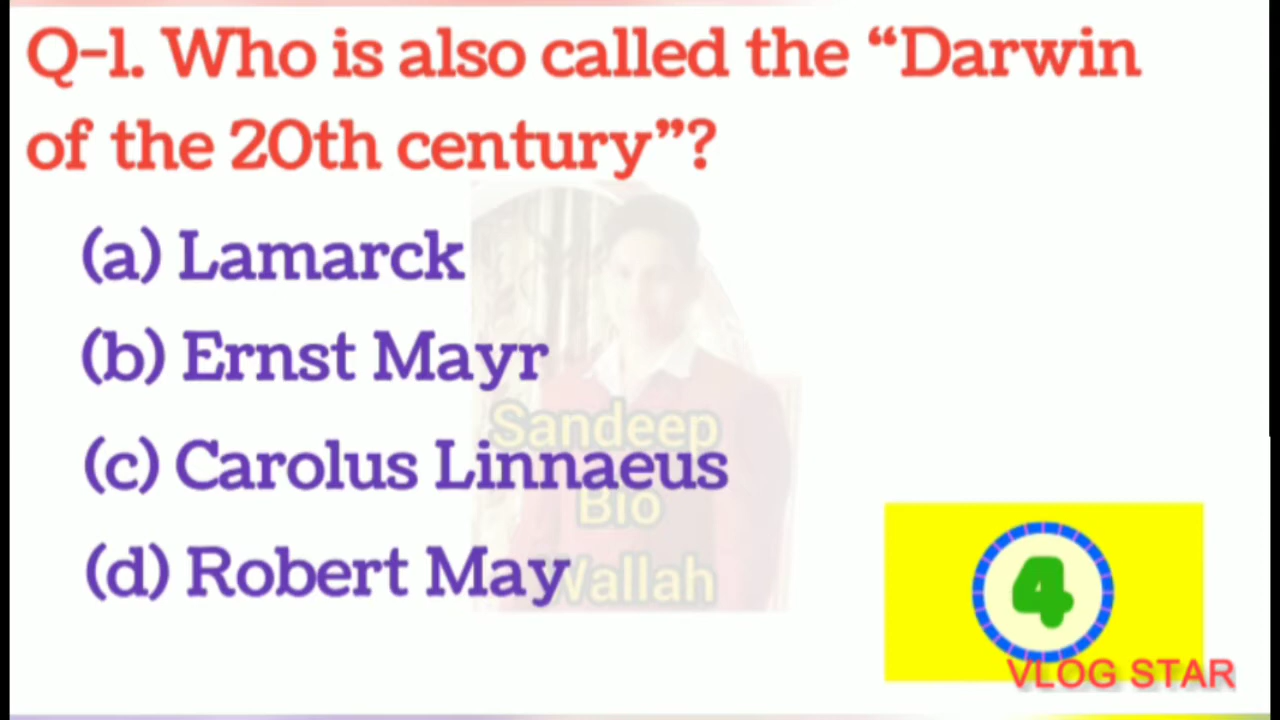 Q-1. Who is also called the “Darwin
of the 20th century”?
(a) Lamarck
(b) Ernst Mayr
(c) Carolus Linnaeus
(d) Robert May
Sandeep
Bio
Wallah
4
VLOG STAR